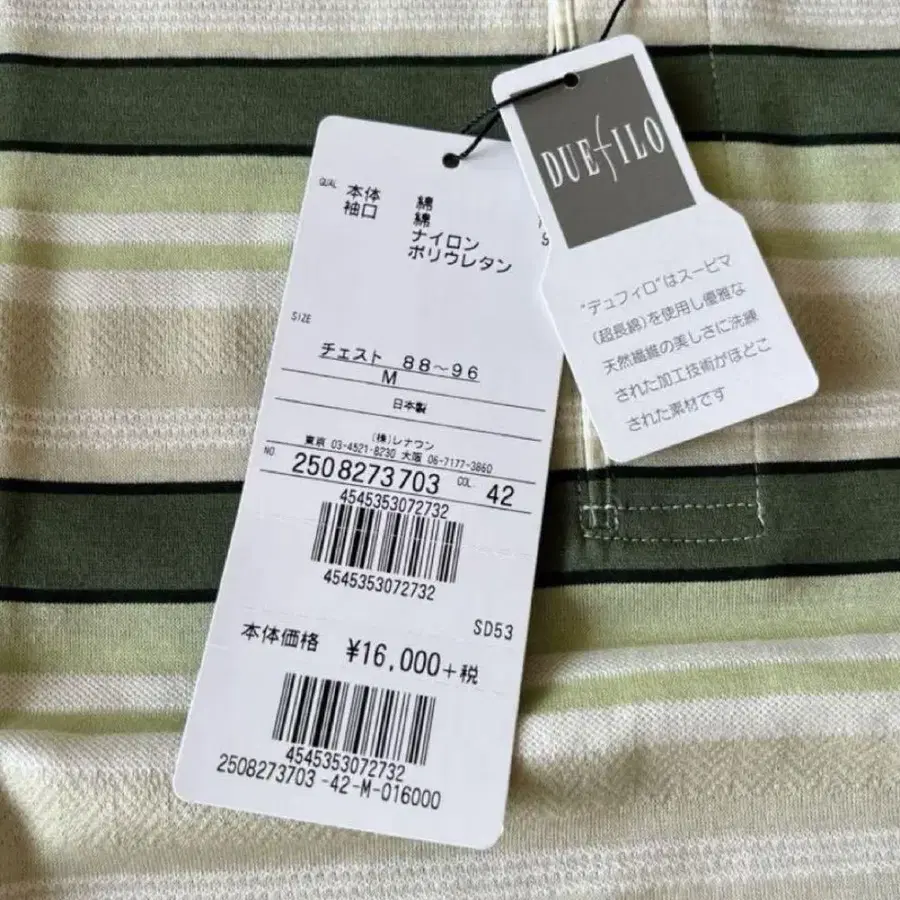 QUAL 本体 綿
袖口 綿
ナイロン
ポリウレタン
SIZE
チェスト 88～96
M
日本製
(株)レナウン
東京 03-4521-8230 大阪 06-7177-3860
NO. 2508273703 COL. 42
4545353072732
4545353072732
SD53
本体価格 ¥16,000+税
4545353072732
2508273703-42-M-016000
DUEfILO
"デュフィロ"はスーピマ
(超長綿)を使用し優雅な
天然繊維の美しさに洗練
された加工技術がほどこ
された素材です